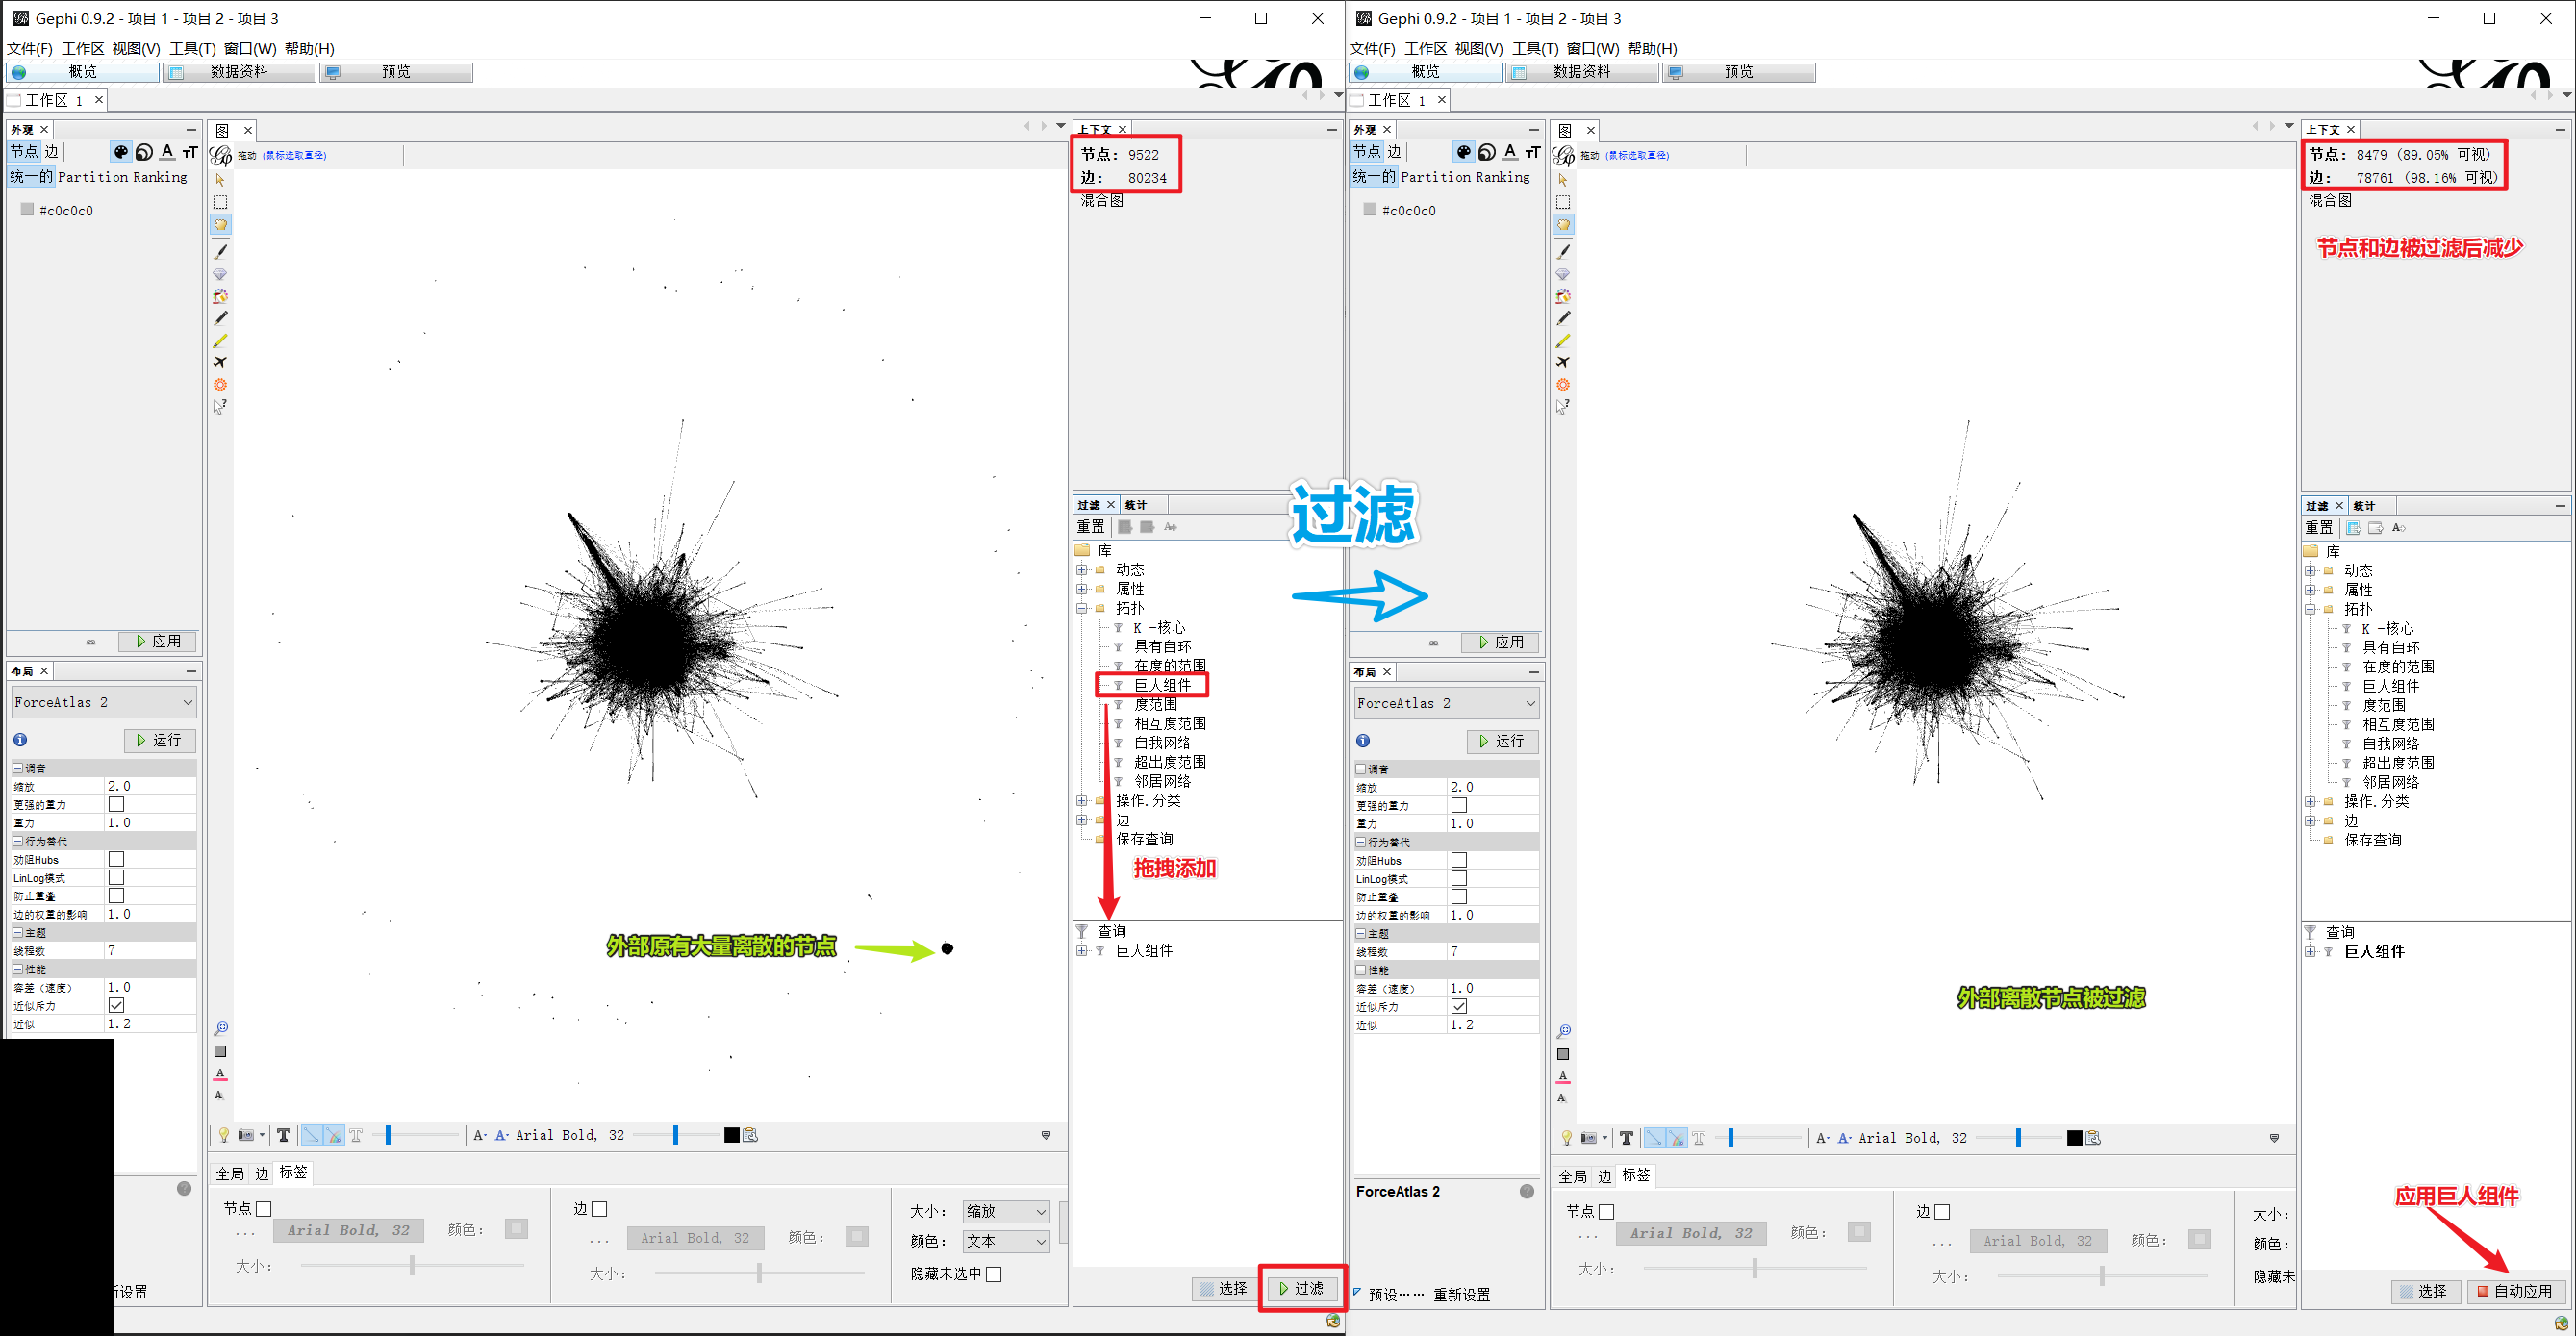 Gephi 0.9.2 - 项目 1 - 项目 2 - 项目 3
文件(F) 工作区 视图(V) 工具(T) 窗口(W) 帮助(H)
概览 数据资料 预览
工作区 1
外观
节点 边
统一的 Partition Ranking
#c0c0c0
应用
布局
ForceAtlas 2
运行
调音
缩放 2.0
更强的重力
重力 1.0
行为替代
劝阻Hubs
LinLog模式
防止重叠
边的权重的影响 1.0
主题
线程数 7
性能
容差（速度） 1.0
近似斥力
近似 1.2
新设置
图
拖动 (鼠标选取直径)
外部原有大量离散的节点
Arial Bold, 32
全局 边 标签
节点
... Arial Bold, 32 颜色：
大小：
边
... Arial Bold, 32 颜色：
大小：
大小： 缩放
颜色： 文本
隐藏未选中
上下文
节点: 9522
边: 80234
混合图
过滤 统计
重置
库
动态
属性
拓扑
K -核心
具有自环
在度的范围
巨人组件
度范围
相互度范围
自我网络
超出度范围
邻居网络
操作.分类
边
保存查询
拖拽添加
查询
巨人组件
选择 过滤
过滤
Gephi 0.9.2 - 项目 1 - 项目 2 - 项目 3
文件(F) 工作区 视图(V) 工具(T) 窗口(W) 帮助(H)
概览 数据资料 预览
工作区 1
外观
节点 边
统一的 Partition Ranking
#c0c0c0
应用
布局
ForceAtlas 2
运行
调音
缩放 2.0
更强的重力
重力 1.0
行为替代
劝阻Hubs
LinLog模式
防止重叠
边的权重的影响 1.0
主题
线程数 7
性能
容差（速度） 1.0
近似斥力
近似 1.2
ForceAtlas 2
预设…… 重新设置
图
拖动 (鼠标选取直径)
外部离散节点被过滤
Arial Bold, 32
全局 边 标签
节点
... Arial Bold, 32 颜色：
大小：
边
... Arial Bold, 32 颜色：
大小：
大小：
颜色：
隐藏未
上下文
节点: 8479 (89.05% 可视)
边: 78761 (98.16% 可视)
混合图
节点和边被过滤后减少
过滤 统计
重置
库
动态
属性
拓扑
K -核心
具有自环
在度的范围
巨人组件
度范围
相互度范围
自我网络
超出度范围
邻居网络
操作.分类
边
保存查询
查询
巨人组件
应用巨人组件
选择 自动应用